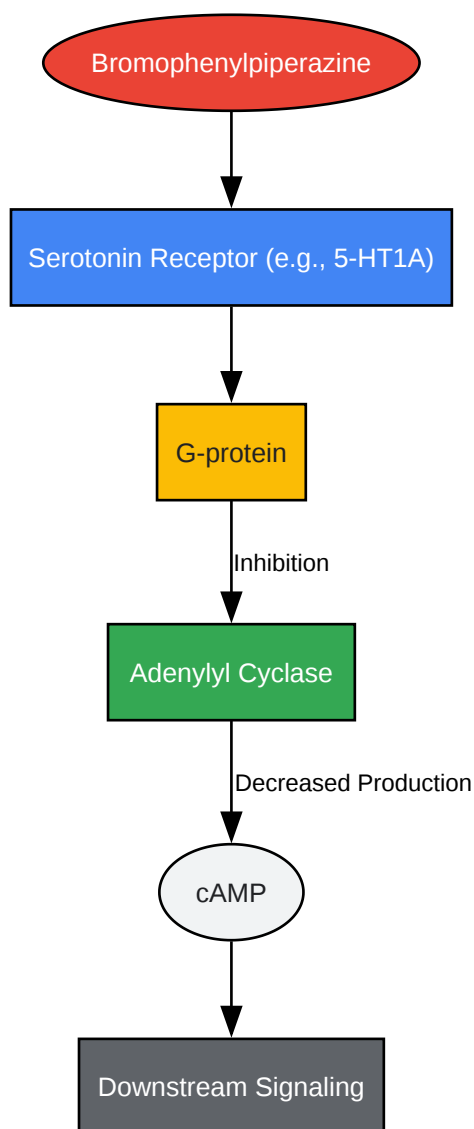 Bromophenylpiperazine
Serotonin Receptor (e.g., 5-HT1A)
G-protein
Inhibition
Adenylyl Cyclase
Decreased Production
cAMP
Downstream Signaling